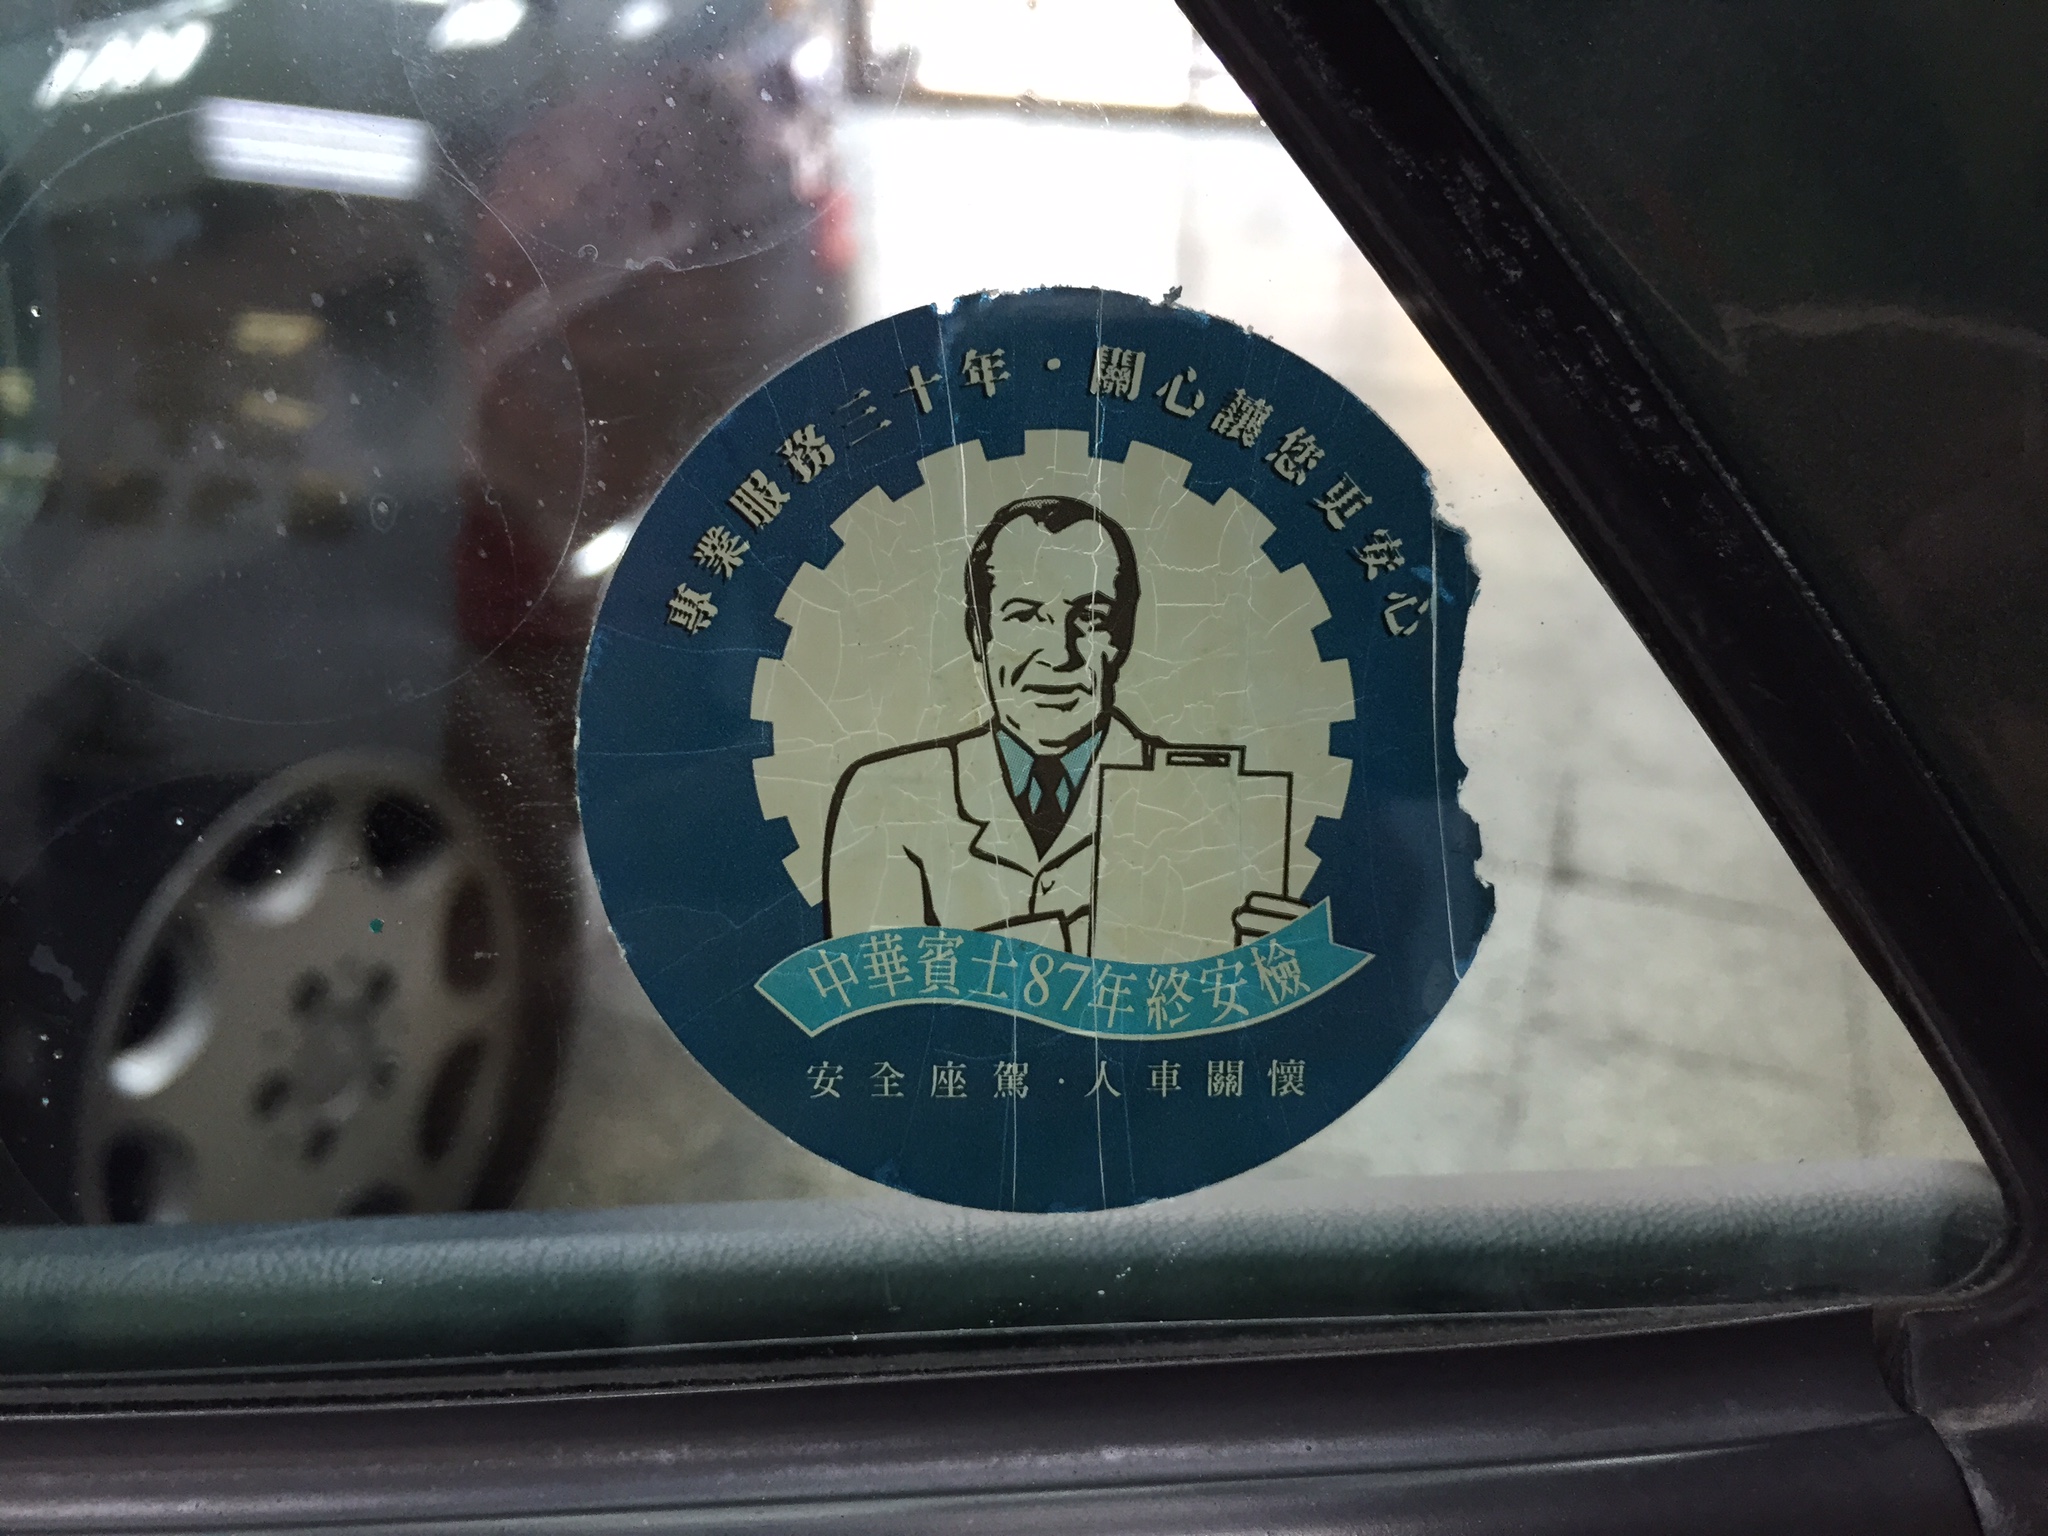 專業服務三十年・關心讓您更安心
中華賓士87年終安檢
安全座駕・人車關懷